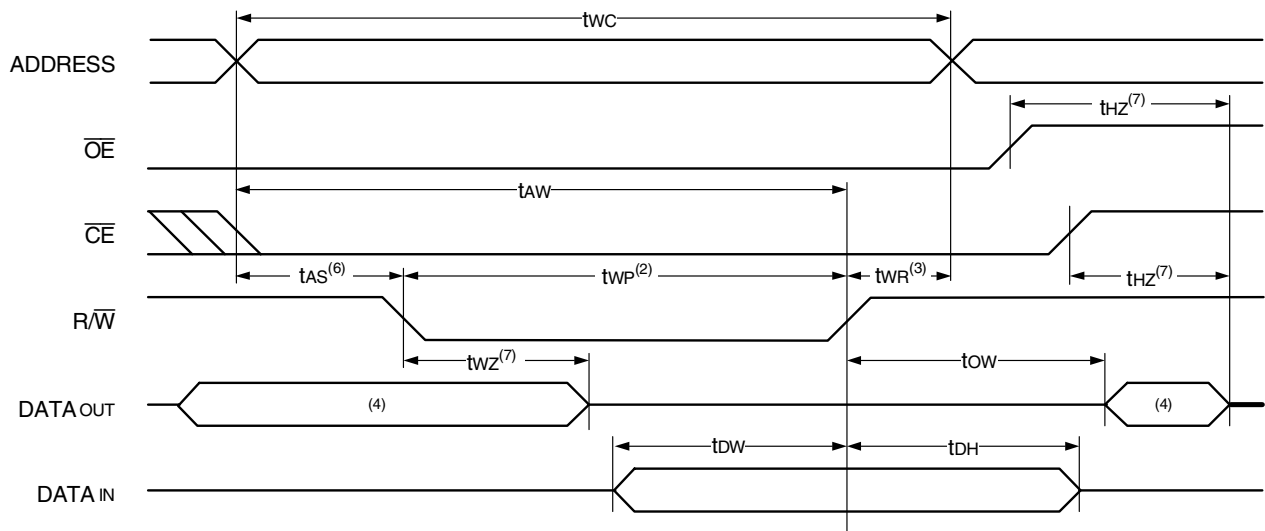 tWC
ADDRESS
tHZ(7)
OE
tAW
CE
tAS(6) tWP(2) tWR(3) tHZ(7)
R/W
tWZ(7) tOW
DATA OUT (4) (4)
tDW tDH
DATA IN